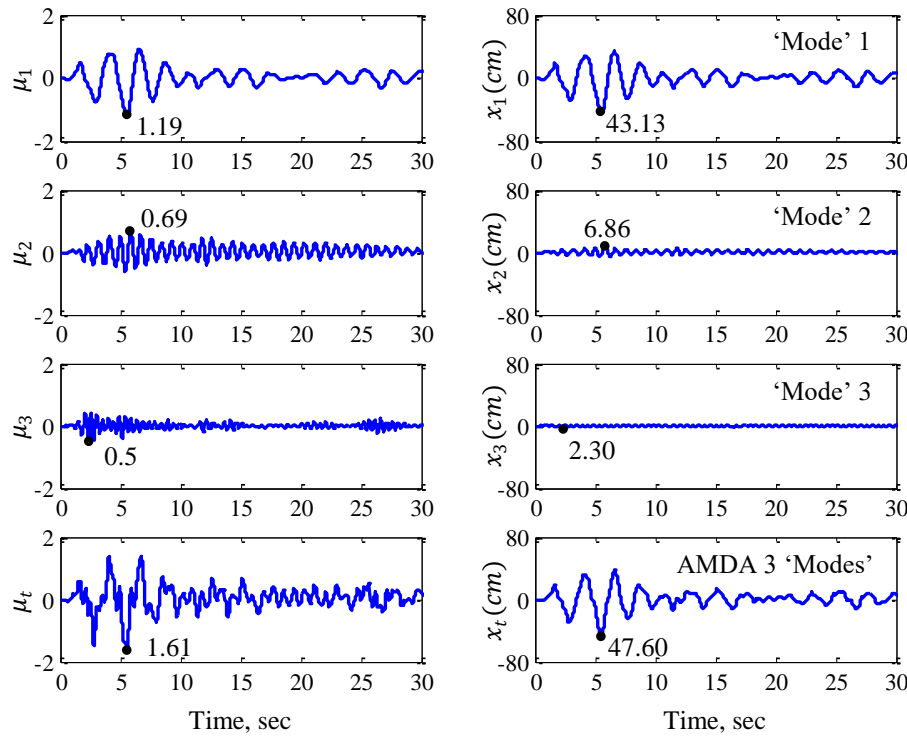 2
0
-2
μ1
1.19
0 5 10 15 20 25 30
80
0
-80
x1(cm)
'Mode' 1
43.13
0 5 10 15 20 25 30
2
0
-2
μ2
0.69
0 5 10 15 20 25 30
80
0
-80
x2(cm)
'Mode' 2
6.86
0 5 10 15 20 25 30
2
0
-2
μ3
0.5
0 5 10 15 20 25 30
80
0
-80
x3(cm)
'Mode' 3
2.30
0 5 10 15 20 25 30
2
0
-2
μt
1.61
0 5 10 15 20 25 30
Time, sec
80
0
-80
xt(cm)
AMDA 3 'Modes'
47.60
0 5 10 15 20 25 30
Time, sec